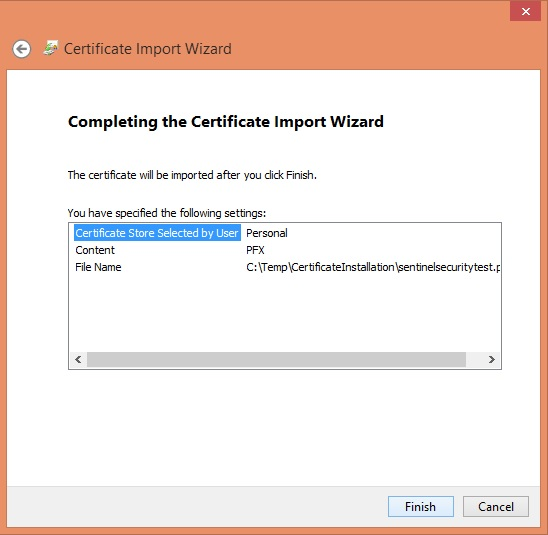 Certificate Import Wizard
Completing the Certificate Import Wizard
The certificate will be imported after you click Finish.
You have specified the following settings:
Certificate Store Selected by User Personal
Content PFX
File Name C:\Temp\CertificateInstallation\sentinelsecuritytest.p
Finish Cancel